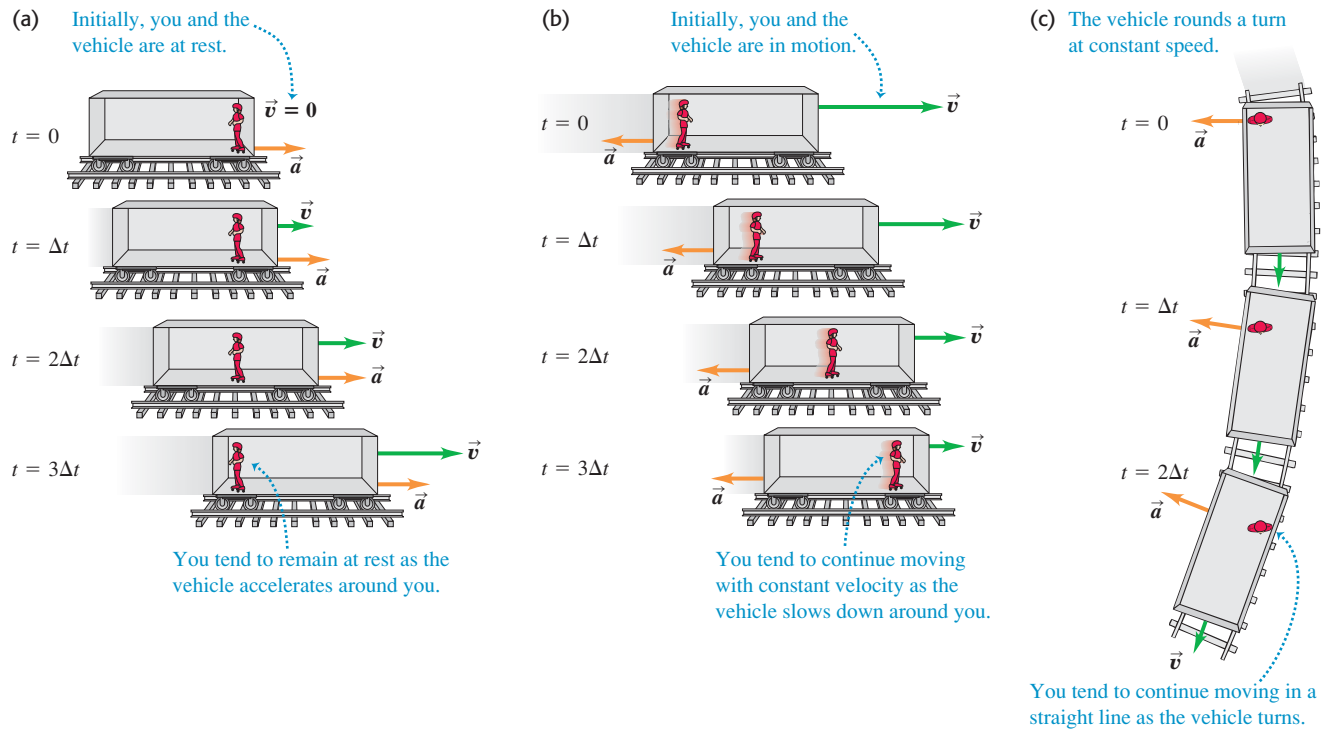 (a) Initially, you and the
vehicle are at rest.
v⃗ = 0
t = 0
a⃗
v⃗
t = Δt
a⃗
v⃗
t = 2Δt
a⃗
t = 3Δt
v⃗
a⃗
You tend to remain at rest as the
vehicle accelerates around you.
(b) Initially, you and the
vehicle are in motion.
v⃗
t = 0
a⃗
v⃗
t = Δt
a⃗
v⃗
t = 2Δt
a⃗
v⃗
t = 3Δt
a⃗
You tend to continue moving
with constant velocity as the
vehicle slows down around you.
(c) The vehicle rounds a turn
at constant speed.
t = 0
a⃗
t = Δt
a⃗
t = 2Δt
a⃗
v⃗
You tend to continue moving in a
straight line as the vehicle turns.